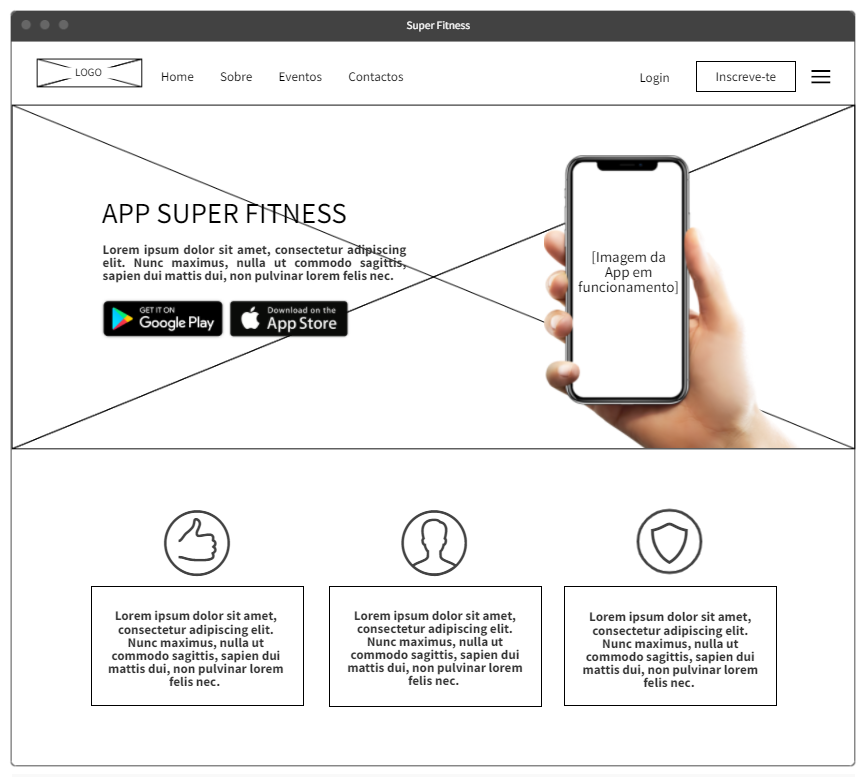 Super Fitness
LOGO
Home Sobre Eventos Contactos Login Inscreve-te
APP SUPER FITNESS
Lorem ipsum dolor sit amet, consectetur adipiscing
elit. Nunc maximus, nulla ut commodo sagittis,
sapien dui mattis dui, non pulvinar lorem felis nec.
GET IT ON
Google Play
Download on the
App Store
[Imagem da
App em
funcionamento]
Lorem ipsum dolor sit amet,
consectetur adipiscing elit.
Nunc maximus, nulla ut
commodo sagittis, sapien dui
mattis dui, non pulvinar lorem
felis nec.
Lorem ipsum dolor sit amet,
consectetur adipiscing elit.
Nunc maximus, nulla ut
commodo sagittis, sapien dui
mattis dui, non pulvinar lorem
felis nec.
Lorem ipsum dolor sit amet,
consectetur adipiscing elit.
Nunc maximus, nulla ut
commodo sagittis, sapien dui
mattis dui, non pulvinar lorem
felis nec.